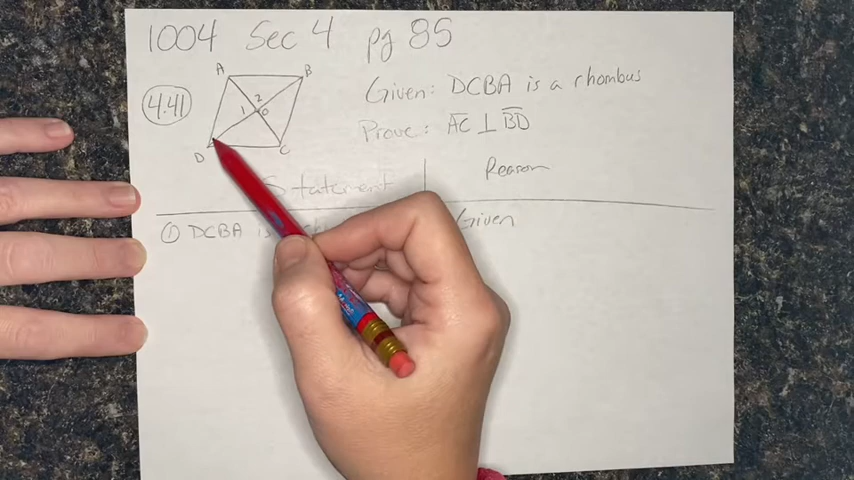 1004 Sec 4 pg 85
4.41
A
B
1
2
O
D
C
Given: DCBA is a rhombus
Prove: AC ⊥ BD
Statement
Reason
① DCBA is
Given